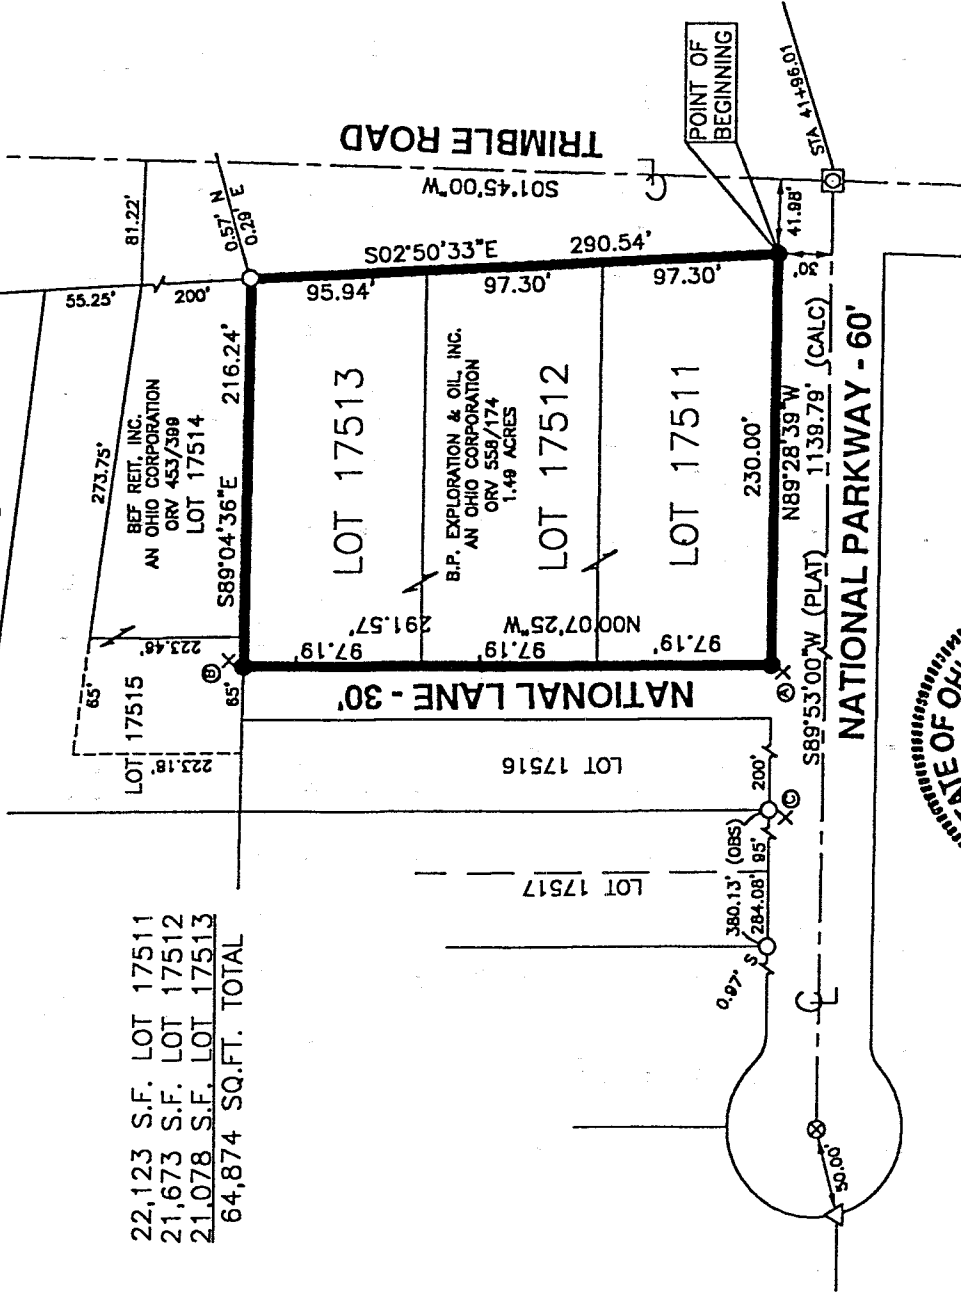 TRIMBLE ROAD
S01°45'00"W
POINT OF
BEGINNING
STA 41+96.01
41.98'
30'
81.22'
0.57' N
0.29' E
55.25'
200'
273.75'
BEF REIT, INC.
AN OHIO CORPORATION
ORV 453/399
LOT 17514
S89°04'36"E
216.24'
S02°50'33"E
290.54'
95.94'
97.30'
97.30'
LOT 17513
B.P. EXPLORATION & OIL, INC.
AN OHIO CORPORATION
ORV 558/174
1.49 ACRES
LOT 17512
LOT 17511
230.00'
N89°28'39"W
1139.79' (CALC)
S89°53'00"W (PLAT)
NATIONAL PARKWAY - 60'
291.57'
N00°07'25"W
97.19'
97.19'
97.19'
NATIONAL LANE - 30'
223.48'
65'
65'
B
A
C
LOT 17515
223.18'
LOT 17516
LOT 17517
200'
380.13' (OBS)
284.08'
95'
0.97' S
50.00'
22,123 S.F. LOT 17511
21,673 S.F. LOT 17512
21,078 S.F. LOT 17513
64,874 SQ.FT. TOTAL
OF